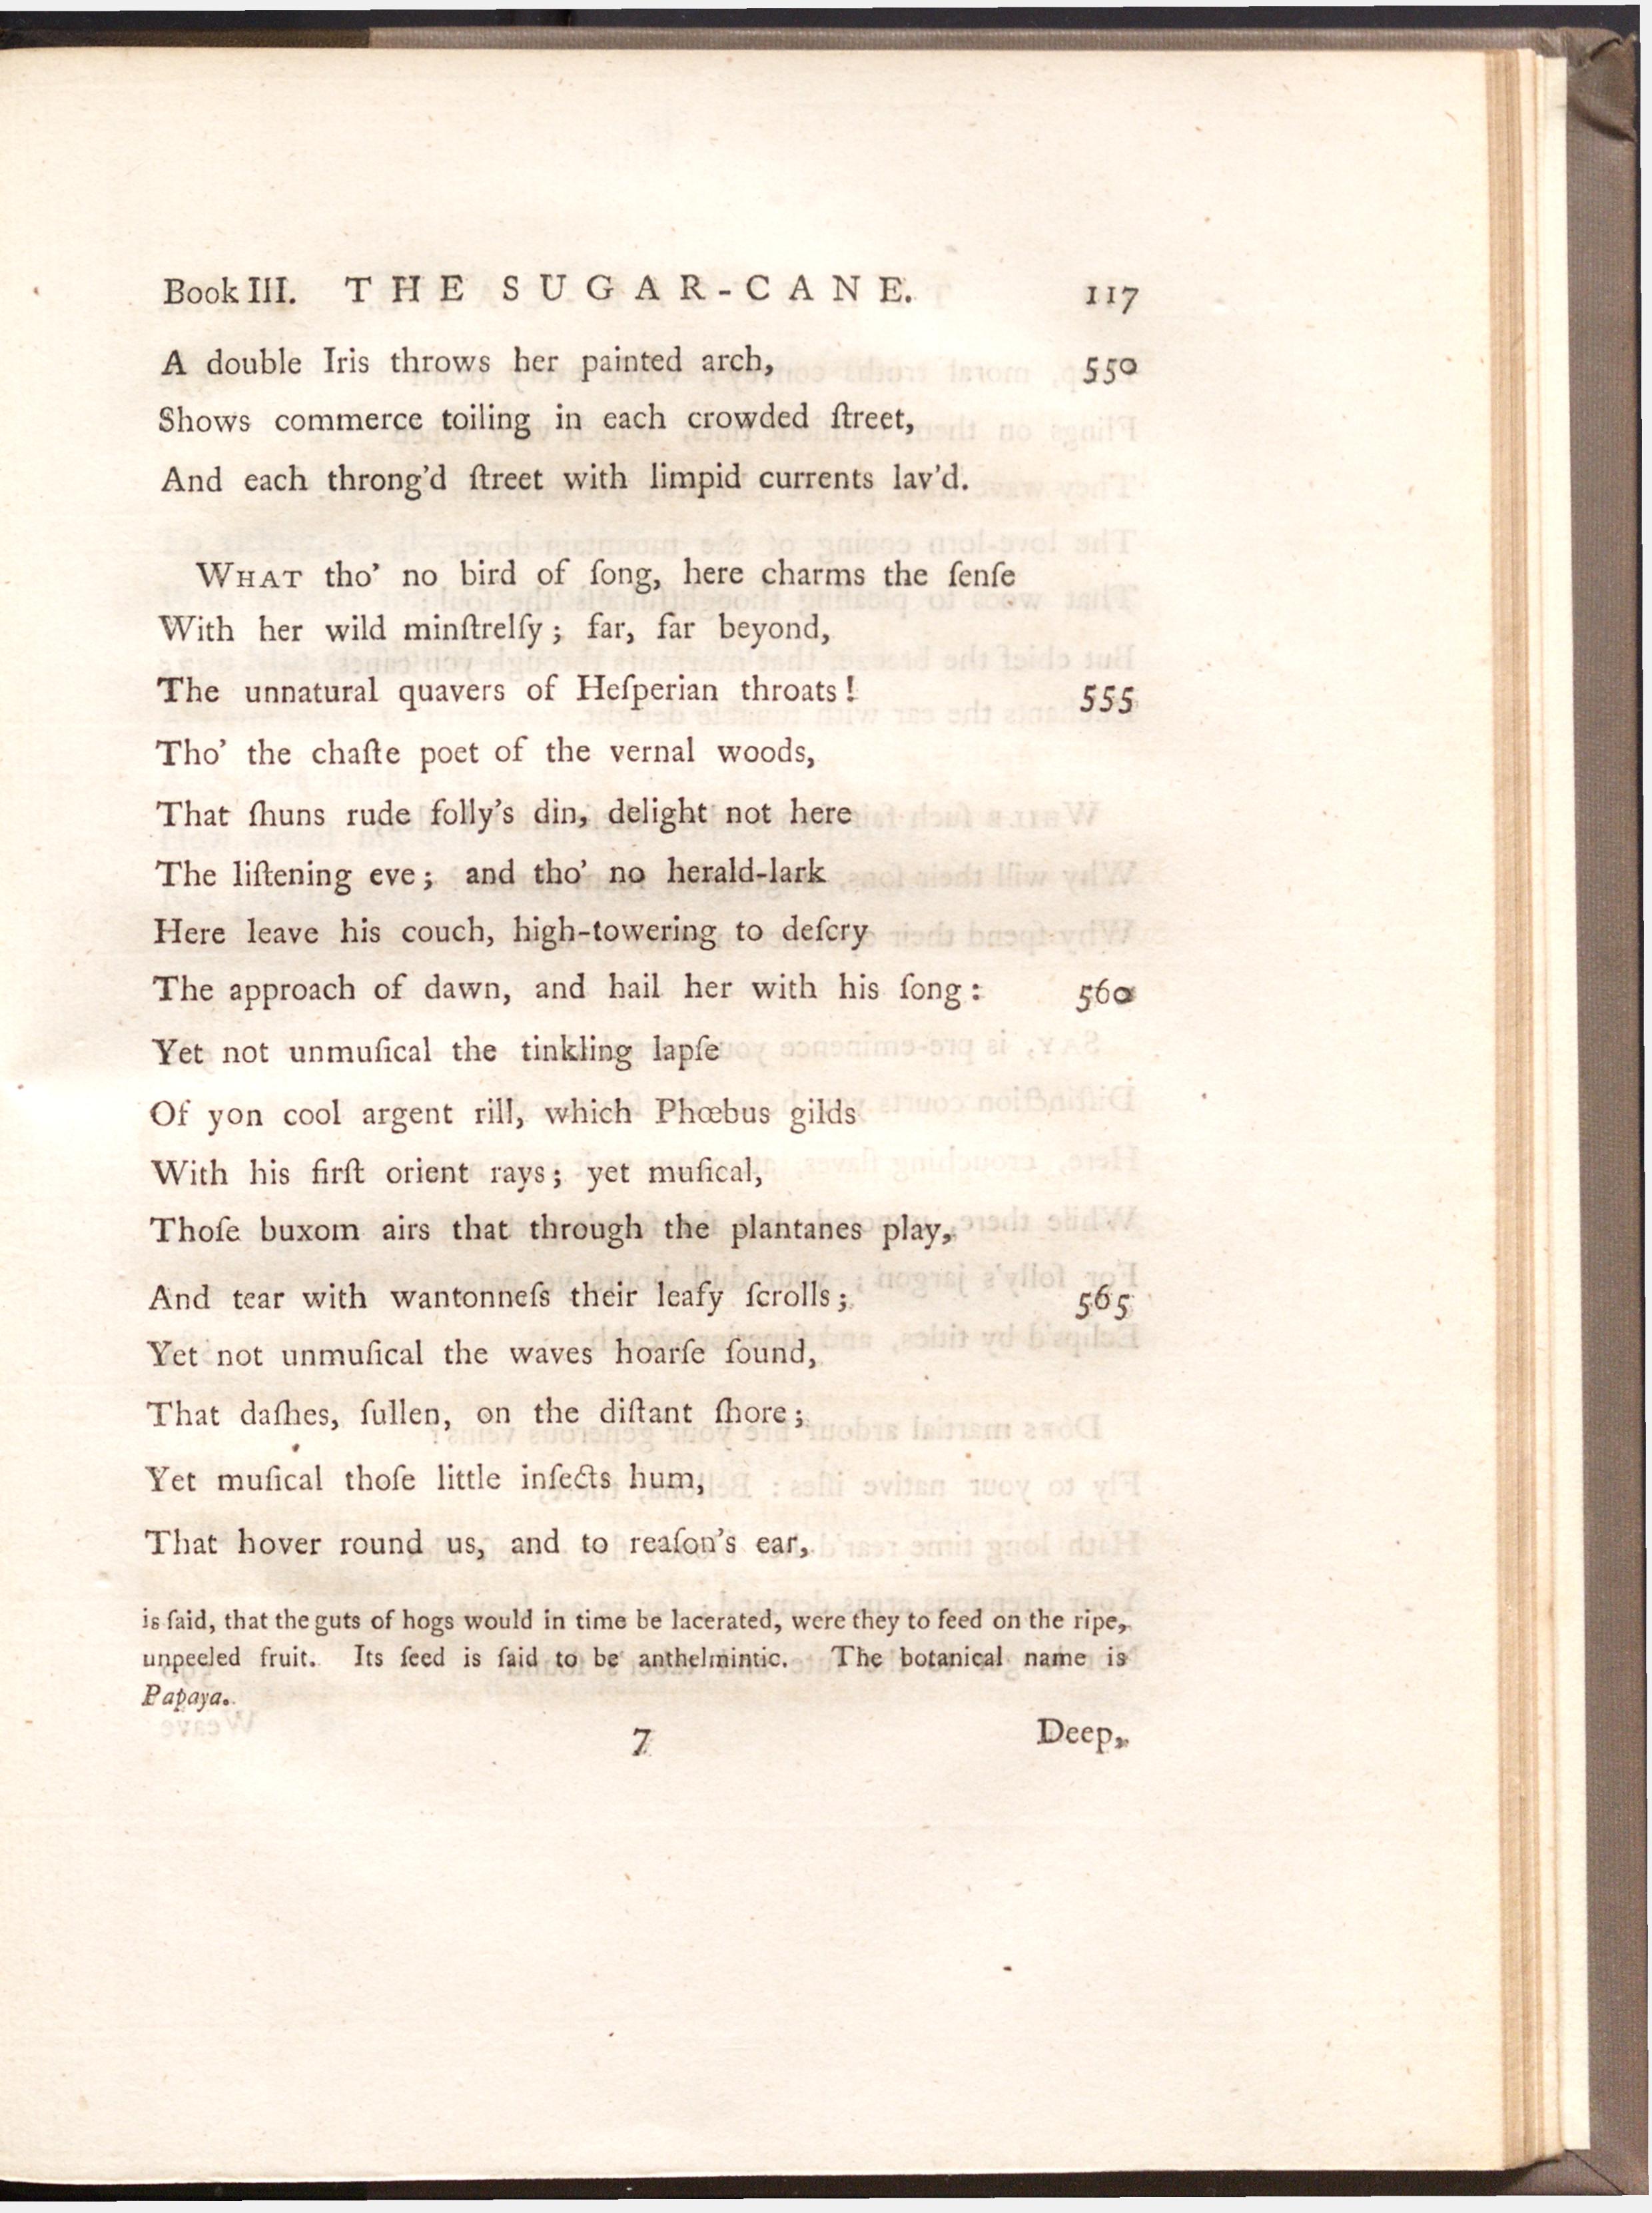 Book III. THE SUGAR-CANE. 117
A double Iris throws her painted arch, 550
Shows commerce toiling in each crowded ſtreet,
And each throng'd ſtreet with limpid currents lav'd.
WHAT tho' no bird of ſong, here charms the ſenſe
With her wild minſtrelſy; far, far beyond,
The unnatural quavers of Heſperian throats! 555
Tho' the chaſte poet of the vernal woods,
That ſhuns rude folly's din, delight not here
The liſtening eve; and tho' no herald-lark
Here leave his couch, high-towering to deſcry
The approach of dawn, and hail her with his ſong: 560
Yet not unmuſical the tinkling lapſe
Of yon cool argent rill, which Phœbus gilds
With his firſt orient rays; yet muſical,
Thoſe buxom airs that through the plantanes play,
And tear with wantonneſs their leafy ſcrolls; 565
Yet not unmuſical the waves hoarſe ſound,
That daſhes, ſullen, on the diſtant ſhore;
Yet muſical thoſe little inſects hum,
That hover round us, and to reaſon's ear,
is ſaid, that the guts of hogs would in time be lacerated, were they to feed on the ripe,
unpeeled fruit. Its ſeed is ſaid to be anthelmintic. The botanical name is
Papaya.
7 Deep,